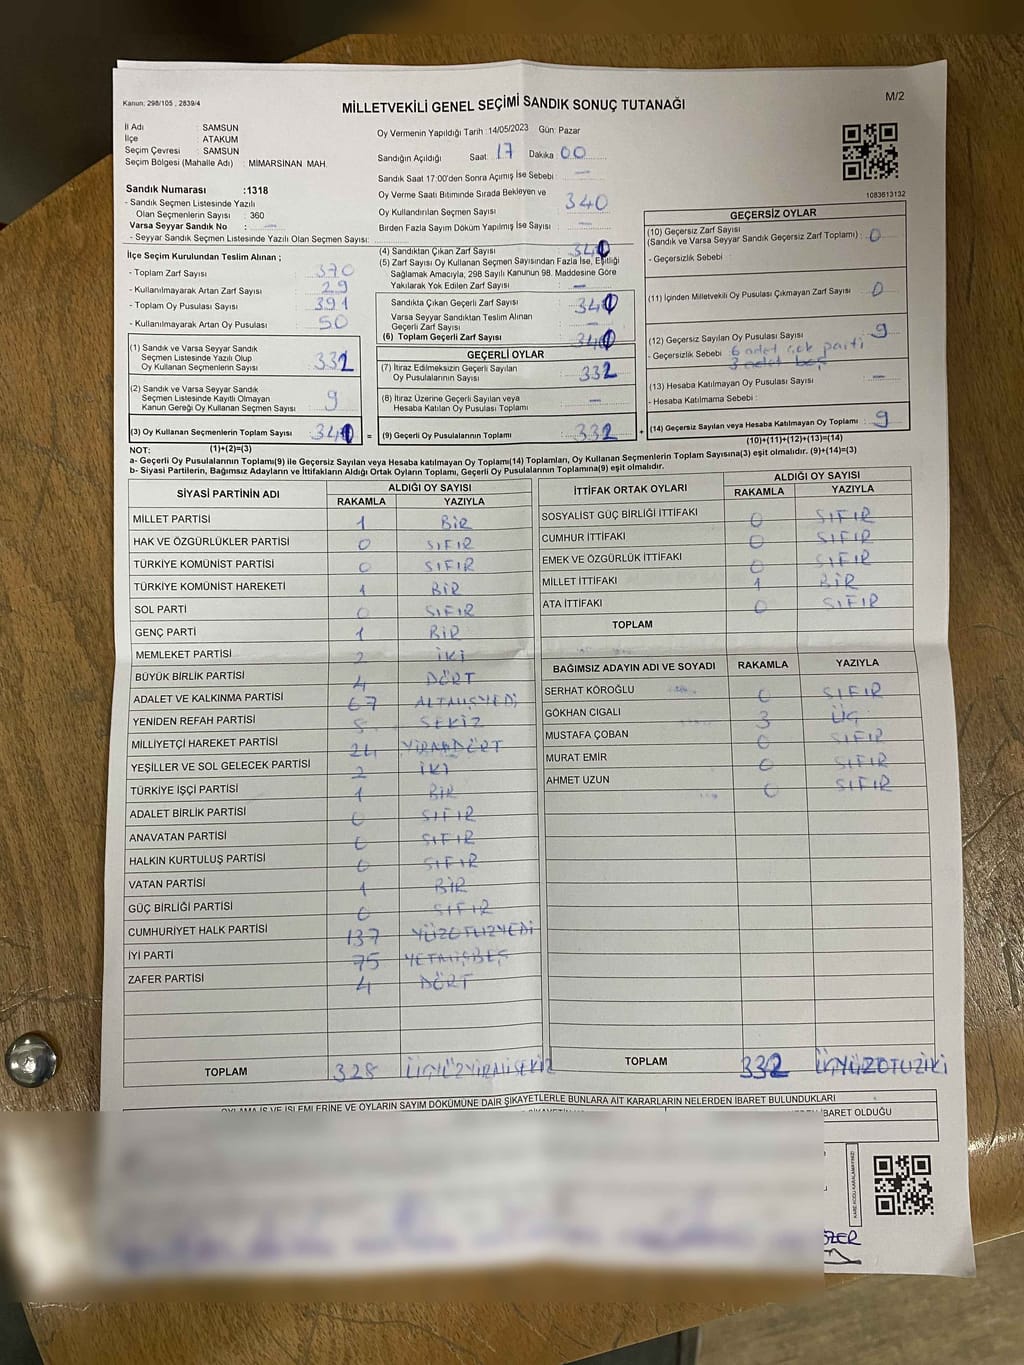 Kanun: 298/105 , 2839/4
MİLLETVEKİLİ GENEL SEÇİMİ SANDIK SONUÇ TUTANAĞI
M/2
İl Adı : SAMSUN
İlçe : ATAKUM
Seçim Çevresi : SAMSUN
Seçim Bölgesi (Mahalle Adı) : MİMARSİNAN MAH.
Sandık Numarası :1318
- Sandık Seçmen Listesinde Yazılı
Olan Seçmenlerin Sayısı : 360
Varsa Seyyar Sandık No : —
- Seyyar Sandık Seçmen Listesinde Yazılı Olan Seçmen Sayısı:
Oy Vermenin Yapıldığı Tarih :14/05/2023 Gün: Pazar
Sandığın Açıldığı Saat 17 Dakika 00
Sandık Saat 17:00'den Sonra Açımış İse Sebebi : —
Oy Verme Saati Bitiminde Sırada Bekleyen ve
Oy Kullandırılan Seçmen Sayısı : 340
Birden Fazla Sayım Döküm Yapılmış İse Sayısı : —
1083613132
İlçe Seçim Kurulundan Teslim Alınan ;
- Toplam Zarf Sayısı : 370
- Kullanılmayarak Artan Zarf Sayısı : 29
- Toplam Oy Pusulası Sayısı : 391
- Kullanılmayarak Artan Oy Pusulası : 50
(1) Sandık ve Varsa Seyyar Sandık
Seçmen Listesinde Yazılı Olup
Oy Kullanan Seçmenlerin Sayısı : 332
(2) Sandık ve Varsa Seyyar Sandık
Seçmen Listesinde Kayıtlı Olmayan
Kanun Gereği Oy Kullanan Seçmen Sayısı : 9
(3) Oy Kullanan Seçmenlerin Toplam Sayısı : 341 =
(1)+(2)=(3)
(4) Sandıktan Çıkan Zarf Sayısı : 341
(5) Zarf Sayısı Oy Kullanan Seçmen Sayısından Fazla İse, Eşitliği
Sağlamak Amacıyla, 298 Sayılı Kanunun 98. Maddesine Göre
Yakılarak Yok Edilen Zarf Sayısı : —
Sandıkta Çıkan Geçerli Zarf Sayısı : 341
Varsa Seyyar Sandıktan Teslim Alınan
Geçerli Zarf Sayısı : —
(6) Toplam Geçerli Zarf Sayısı : 341
GEÇERLİ OYLAR
(7) İtiraz Edilmeksizin Geçerli Sayılan
Oy Pusulalarının Sayısı : 332
(8) İtiraz Üzerine Geçerli Sayılan veya
Hesaba Katılan Oy Pusulası Toplamı : —
(9) Geçerli Oy Pusulalarının Toplamı : 332 +
GEÇERSİZ OYLAR
(10) Geçersiz Zarf Sayısı
(Sandık ve Varsa Seyyar Sandık Geçersiz Zarf Toplamı) : 0
- Geçersizlik Sebebi :
(11) İçinden Milletvekili Oy Pusulası Çıkmayan Zarf Sayısı : 0
(12) Geçersiz Sayılan Oy Pusulası Sayısı : 9
- Geçersizlik Sebebi : 6 adet çok parti
3 adet boş
(13) Hesaba Katılmayan Oy Pusulası Sayısı : —
- Hesaba Katılmama Sebebi :
(14) Geçersiz Sayılan veya Hesaba Katılmayan Oy Toplamı : 9
(10)+(11)+(12)+(13)=(14)
NOT:
a- Geçerli Oy Pusulalarının Toplamı(9) ile Geçersiz Sayılan veya Hesaba katılmayan Oy Toplamı(14) Toplamları, Oy Kullanan Seçmenlerin Toplam Sayısına(3) eşit olmalıdır. (9)+(14)=(3)
b- Siyasi Partilerin, Bağımsız Adayların ve İttifakların Aldığı Ortak Oyların Toplamı, Geçerli Oy Pusulalarının Toplamına(9) eşit olmalıdır.
SİYASİ PARTİNİN ADI ALDIĞI OY SAYISI
RAKAMLA YAZIYLA
MİLLET PARTİSİ 1 BİR
HAK VE ÖZGÜRLÜKLER PARTİSİ 0 SIFIR
TÜRKİYE KOMÜNİST PARTİSİ 0 SIFIR
TÜRKİYE KOMÜNİST HAREKETİ 1 BİR
SOL PARTİ 0 SIFIR
GENÇ PARTİ 1 BİR
MEMLEKET PARTİSİ 2 İKİ
BÜYÜK BİRLİK PARTİSİ 4 DÖRT
ADALET VE KALKINMA PARTİSİ 67 ALTMIŞYEDİ
YENİDEN REFAH PARTİSİ 8 SEKİZ
MİLLİYETÇİ HAREKET PARTİSİ 24 YİRMİDÖRT
YEŞİLLER VE SOL GELECEK PARTİSİ 2 İKİ
TÜRKİYE İŞÇİ PARTİSİ 1 BİR
ADALET BİRLİK PARTİSİ 0 SIFIR
ANAVATAN PARTİSİ 0 SIFIR
HALKIN KURTULUŞ PARTİSİ 0 SIFIR
VATAN PARTİSİ 1 BİR
GÜÇ BİRLİĞİ PARTİSİ 0 SIFIR
CUMHURİYET HALK PARTİSİ 137 YÜZOTUZYEDİ
İYİ PARTİ 75 YETMİŞBEŞ
ZAFER PARTİSİ 4 DÖRT
TOPLAM 328 ÜÇYÜZYİRMİSEKİZ
İTTİFAK ORTAK OYLARI ALDIĞI OY SAYISI
RAKAMLA YAZIYLA
SOSYALİST GÜÇ BİRLİĞİ İTTİFAKI 0 SIFIR
CUMHUR İTTİFAKI 0 SIFIR
EMEK VE ÖZGÜRLÜK İTTİFAKI 0 SIFIR
MİLLET İTTİFAKI 1 BİR
ATA İTTİFAKI 0 SIFIR
TOPLAM
BAĞIMSIZ ADAYIN ADI VE SOYADI RAKAMLA YAZIYLA
SERHAT KÖROĞLU 0 SIFIR
GÖKHAN CIGALI 3 ÜÇ
MUSTAFA ÇOBAN 0 SIFIR
MURAT EMİR 0 SIFIR
AHMET UZUN 0 SIFIR
TOPLAM 332 ÜÇYÜZOTUZİKİ
OYLAMA İŞ VE İŞLEMLERİNE VE OYLARIN SAYIM DÖKÜMÜNE DAİR ŞİKAYETLERLE BUNLARA AİT KARARLARIN NELERDEN İBARET BULUNDUKLARI
İBARET OLDUĞU